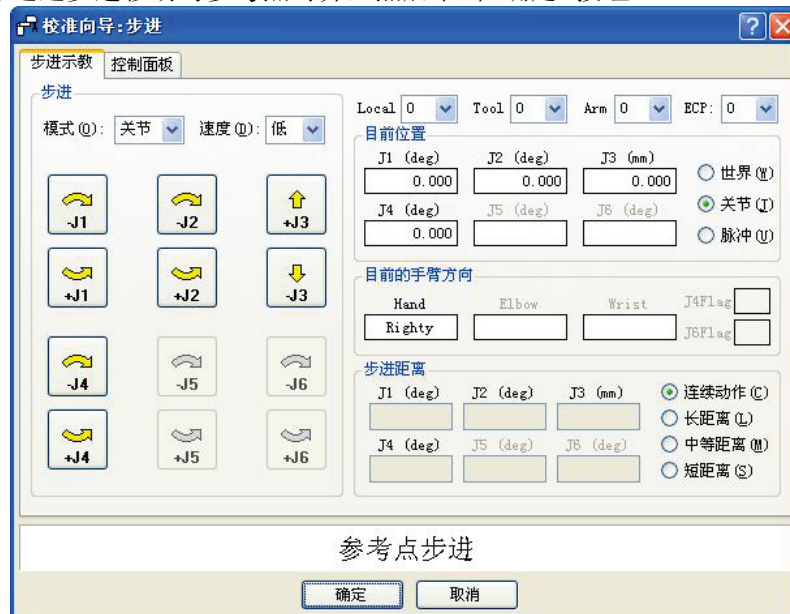 校准向导:步进
步进示教 控制面板
步进
模式(O): 关节 速度(D): 低
-J1 -J2 +J3
+J1 +J2 -J3
-J4 -J5 -J6
+J4 +J5 +J6
Local 0 Tool 0 Arm 0 ECP: 0
目前位置
J1 (deg) J2 (deg) J3 (mm)
0.000 0.000 0.000
J4 (deg) J5 (deg) J6 (deg)
0.000
世界(W)
关节(J)
脉冲(U)
目前的手臂方向
Hand Elbow Wrist J4Flag
Righty J6Flag
步进距离
J1 (deg) J2 (deg) J3 (mm)
J4 (deg) J5 (deg) J6 (deg)
连续动作(C)
长距离(L)
中等距离(M)
短距离(S)
参考点步进
确定 取消